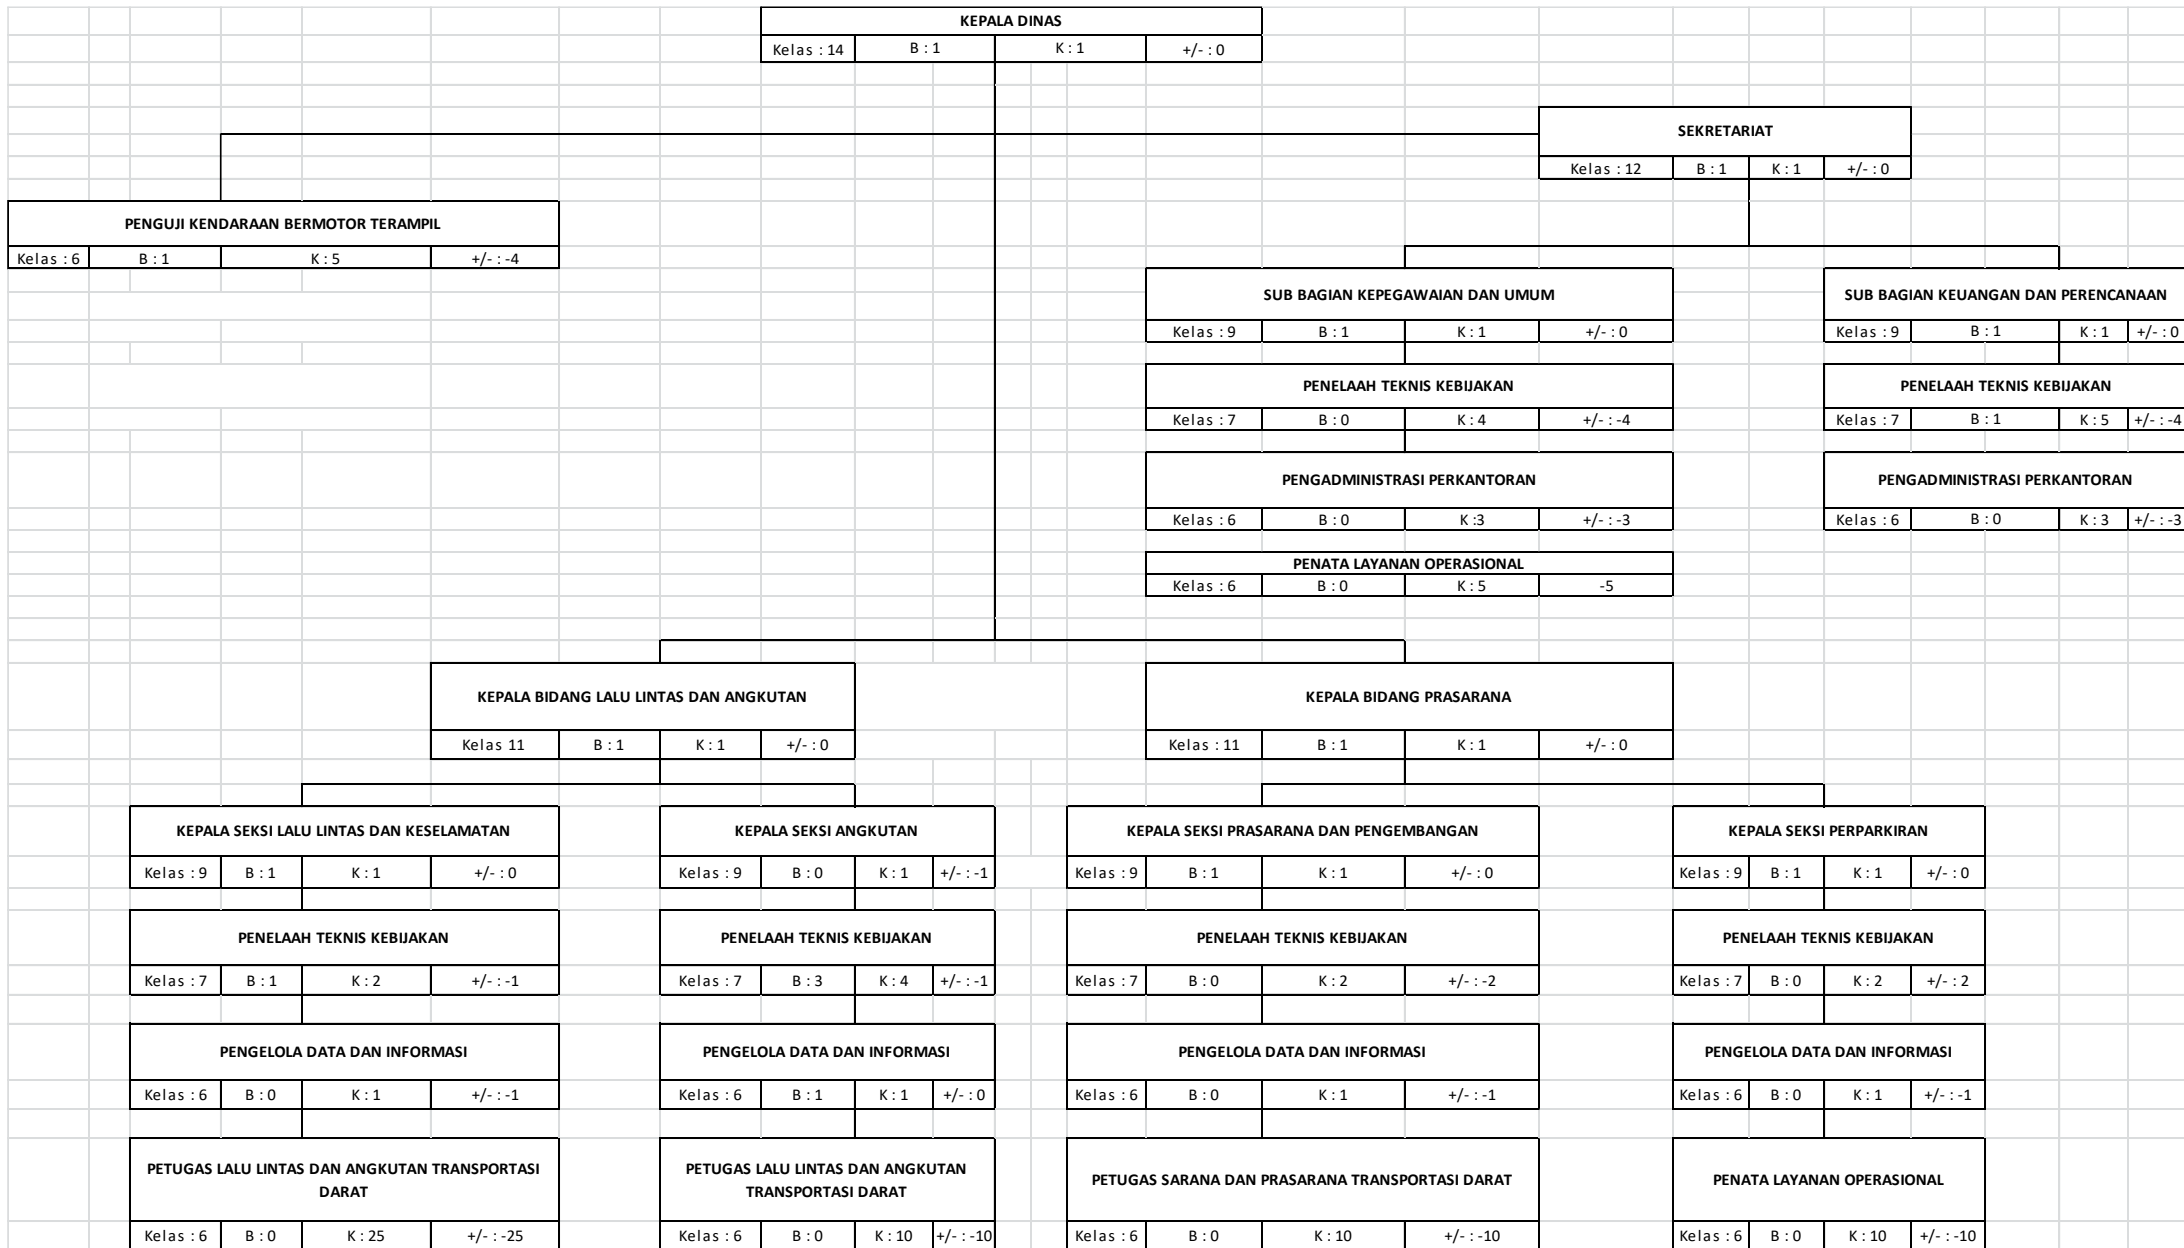 KEPALA DINAS
Kelas : 14 B : 1 K : 1 +/- : 0
SEKRETARIAT
Kelas : 12 B : 1 K : 1 +/- : 0
PENGUJI KENDARAAN BERMOTOR TERAMPIL
Kelas : 6 B : 1 K : 5 +/- : -4
SUB BAGIAN KEPEGAWAIAN DAN UMUM
Kelas : 9 B : 1 K : 1 +/- : 0
SUB BAGIAN KEUANGAN DAN PERENCANAAN
Kelas : 9 B : 1 K : 1 +/- : 0
PENELAAH TEKNIS KEBIJAKAN
Kelas : 7 B : 0 K : 4 +/- : -4
PENELAAH TEKNIS KEBIJAKAN
Kelas : 7 B : 1 K : 5 +/- : -4
PENGADMINISTRASI PERKANTORAN
Kelas : 6 B : 0 K :3 +/- : -3
PENGADMINISTRASI PERKANTORAN
Kelas : 6 B : 0 K : 3 +/- : -3
PENATA LAYANAN OPERASIONAL
Kelas : 6 B : 0 K : 5 -5
KEPALA BIDANG LALU LINTAS DAN ANGKUTAN
Kelas 11 B : 1 K : 1 +/- : 0
KEPALA BIDANG PRASARANA
Kelas : 11 B : 1 K : 1 +/- : 0
KEPALA SEKSI LALU LINTAS DAN KESELAMATAN
Kelas : 9 B : 1 K : 1 +/- : 0
KEPALA SEKSI ANGKUTAN
Kelas : 9 B : 0 K : 1 +/- : -1
KEPALA SEKSI PRASARANA DAN PENGEMBANGAN
Kelas : 9 B : 1 K : 1 +/- : 0
KEPALA SEKSI PERPARKIRAN
Kelas : 9 B : 1 K : 1 +/- : 0
PENELAAH TEKNIS KEBIJAKAN
Kelas : 7 B : 1 K : 2 +/- : -1
PENELAAH TEKNIS KEBIJAKAN
Kelas : 7 B : 3 K : 4 +/- : -1
PENELAAH TEKNIS KEBIJAKAN
Kelas : 7 B : 0 K : 2 +/- : -2
PENELAAH TEKNIS KEBIJAKAN
Kelas : 7 B : 0 K : 2 +/- : 2
PENGELOLA DATA DAN INFORMASI
Kelas : 6 B : 0 K : 1 +/- : -1
PENGELOLA DATA DAN INFORMASI
Kelas : 6 B : 1 K : 1 +/- : 0
PENGELOLA DATA DAN INFORMASI
Kelas : 6 B : 0 K : 1 +/- : -1
PENGELOLA DATA DAN INFORMASI
Kelas : 6 B : 0 K : 1 +/- : -1
PETUGAS LALU LINTAS DAN ANGKUTAN TRANSPORTASI
DARAT
Kelas : 6 B : 0 K : 25 +/- : -25
PETUGAS LALU LINTAS DAN ANGKUTAN
TRANSPORTASI DARAT
Kelas : 6 B : 0 K : 10 +/- : -10
PETUGAS SARANA DAN PRASARANA TRANSPORTASI DARAT
Kelas : 6 B : 0 K : 10 +/- : -10
PENATA LAYANAN OPERASIONAL
Kelas : 6 B : 0 K : 10 +/- : -10